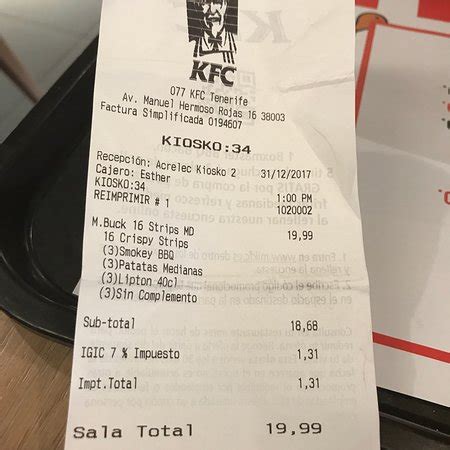 KFC
077 KFC Tenerife
Av. Manuel Hermoso Rojas 16 38003
Factura Simplificada 0194607
KIOSKO:34
Recepción: Acrelec Kiosko 2 31/12/2017
Cajero: Esther 1:00 PM
KIOSKO:34 1020002
REIMPRIMIR # 1
M.Buck 16 Strips MD 19,99
16 Crispy Strips
(3)Smokey BBQ
(3)Patatas Medianas
(3)Lipton 40cl
(3)Sin Complemento
Sub-total 18,68
IGIC 7 % Impuesto 1,31
Impt.Total 1,31
Sala Total 19,99